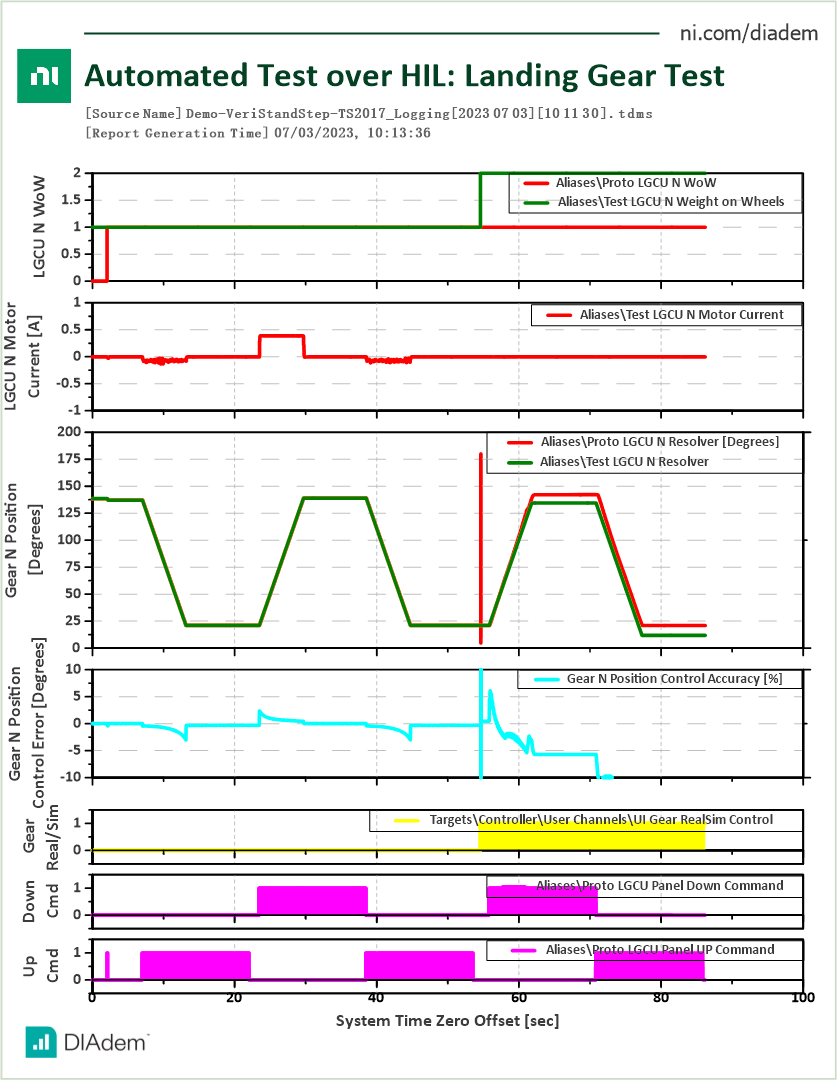 ni.com/diadem
ni
Automated Test over HIL: Landing Gear Test
[Source Name] Demo-VeriStandStep-TS2017_Logging[2023 07 03][10 11 30].tdms
[Report Generation Time] 07/03/2023, 10:13:36
LGCU N WoW
2
1.5
1
0.5
0
Aliases\Proto LGCU N WoW
Aliases\Test LGCU N Weight on Wheels
LGCU N Motor
Current [A]
1
0.5
0
-0.5
-1
Aliases\Test LGCU N Motor Current
Gear N Position
[Degrees]
200
175
150
125
100
75
50
25
0
Aliases\Proto LGCU N Resolver [Degrees]
Aliases\Test LGCU N Resolver
Gear N Position
Control Error [Degrees]
10
5
0
-5
-10
Gear N Position Control Accuracy [%]
Gear
Real/Sim
1
0
Targets\Controller\User Channels\UI Gear RealSim Control
Down
Cmd
1
0
Aliases\Proto LGCU Panel Down Command
Up
Cmd
1
0
Aliases\Proto LGCU Panel UP Command
0 20 40 60 80 100
System Time Zero Offset [sec]
DIAdem™